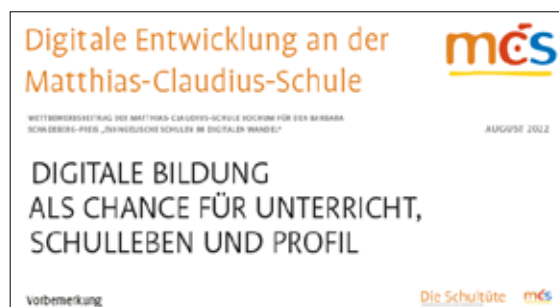 Digitale Entwicklung an der
Matthias-Claudius-Schule
mcs
WETTBEWERBSBEITRAG DER MATTHIAS-CLAUDIUS-SCHULE BOCHUM FÜR DEN BARBARA
SCHADEBERG-PREIS „EVANGELISCHE SCHULEN IM DIGITALEN WANDEL“
AUGUST 2022
DIGITALE BILDUNG
ALS CHANCE FÜR UNTERRICHT,
SCHULLEBEN UND PROFIL
Vorbemerkung
Die Schultüte mcs